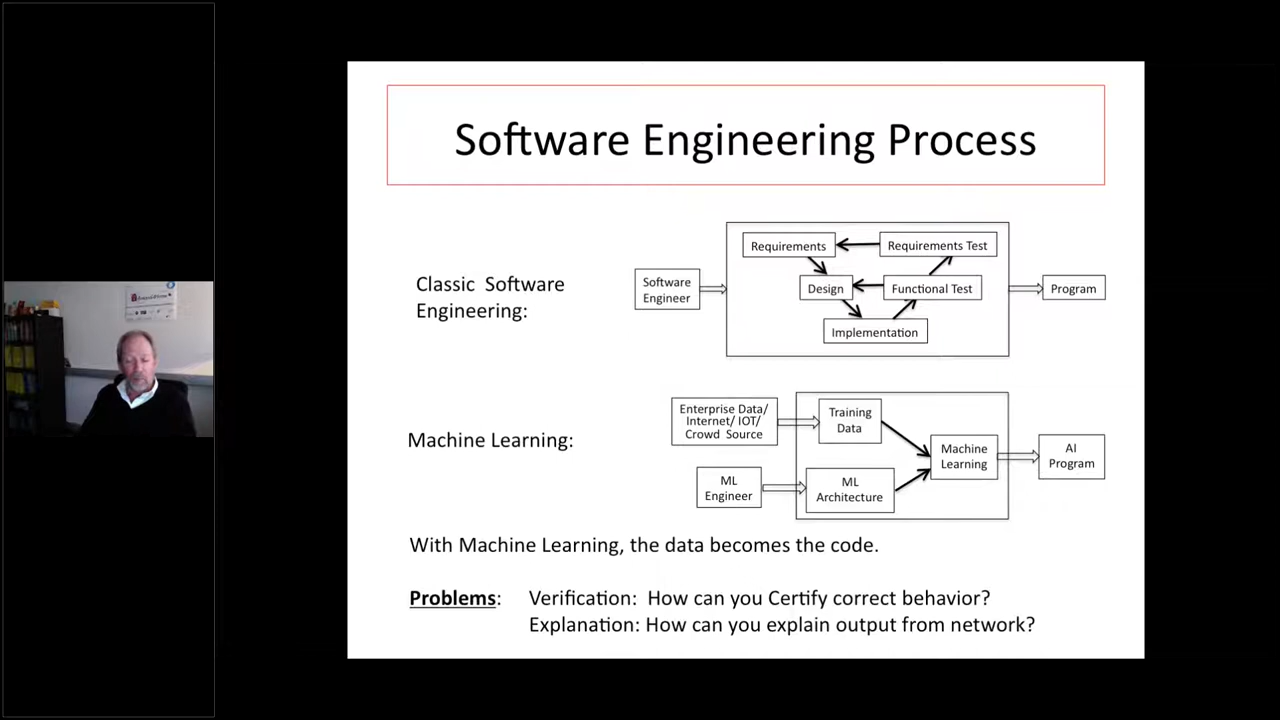 Software Engineering Process
Classic Software
Engineering:
Software
Engineer
Requirements
Requirements Test
Design
Functional Test
Implementation
Program
Machine Learning:
Enterprise Data/
Internet/ IOT/
Crowd Source
Training
Data
ML
Engineer
ML
Architecture
Machine
Learning
AI
Program
With Machine Learning, the data becomes the code.
Problems: Verification: How can you Certify correct behavior?
Explanation: How can you explain output from network?